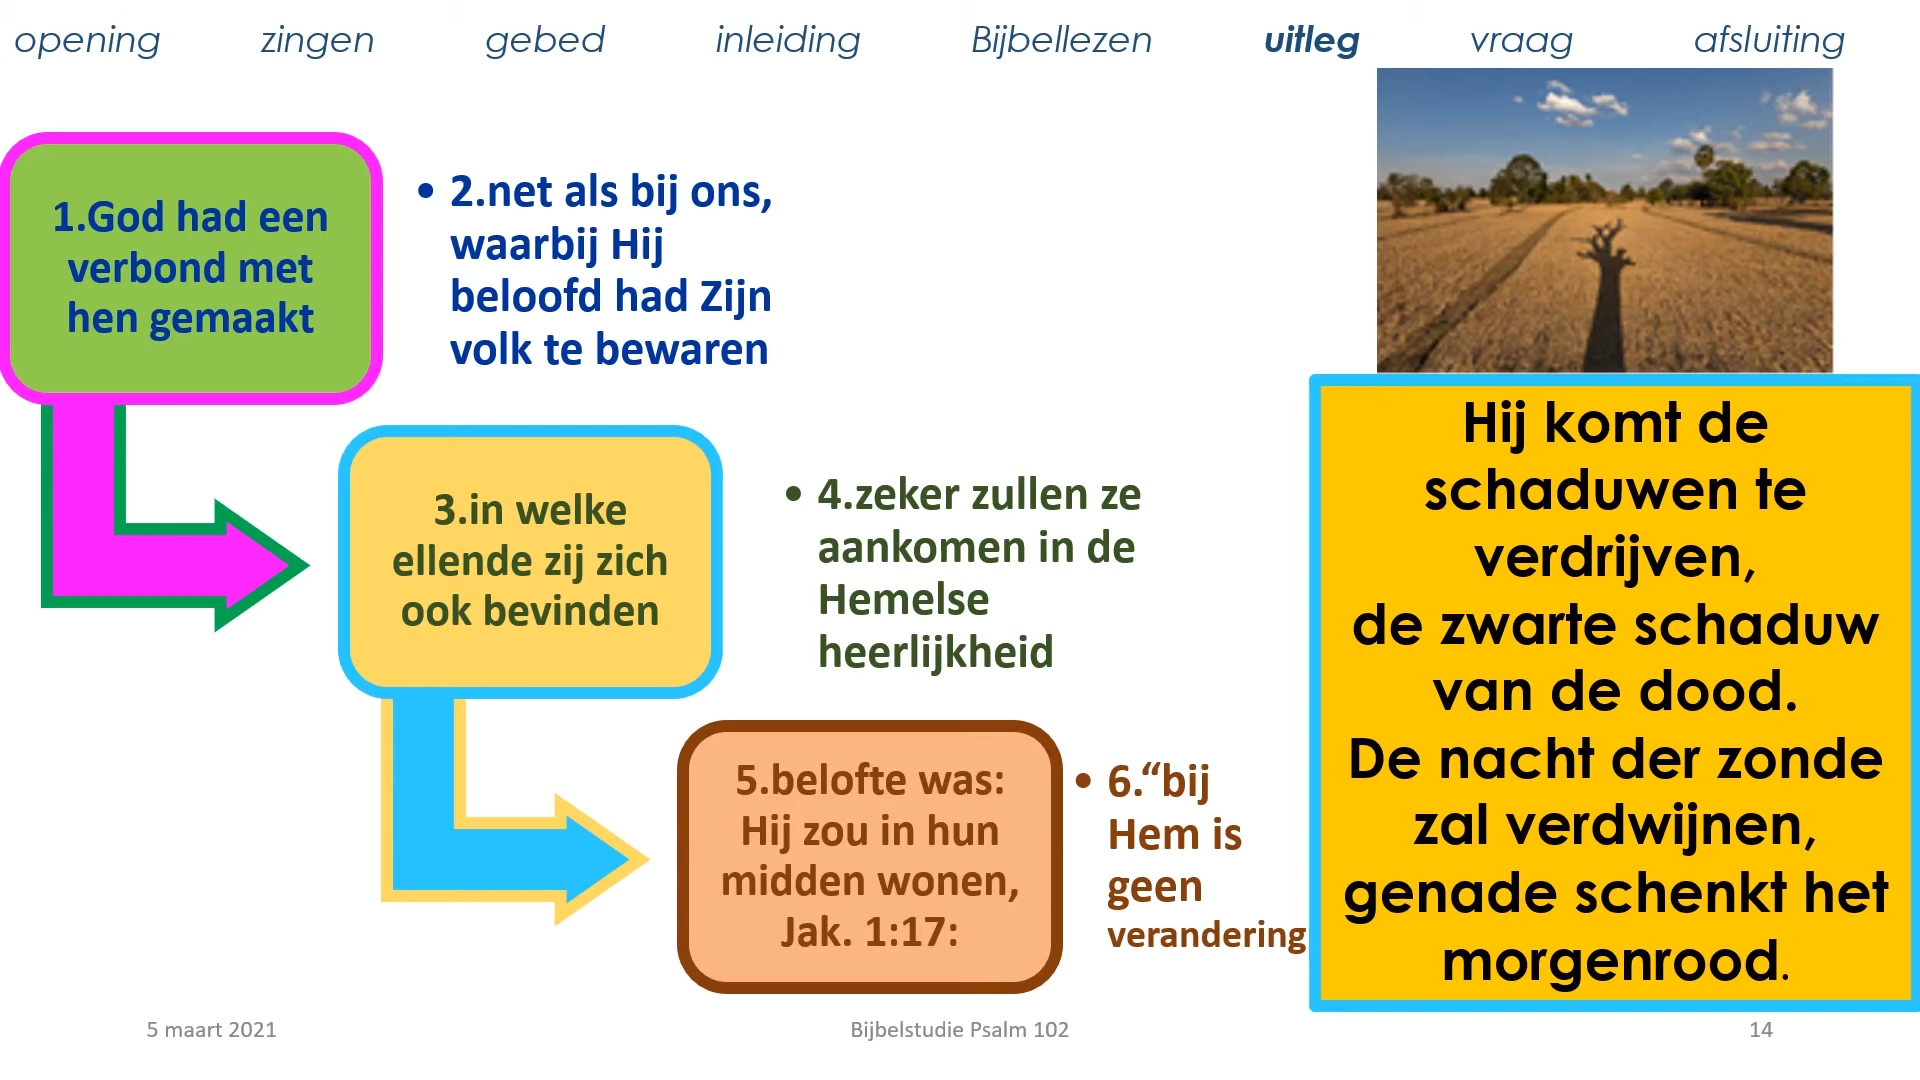 opening zingen gebed inleiding Bijbellezen uitleg vraag afsluiting
1.God had een
verbond met
hen gemaakt
• 2.net als bij ons,
waarbij Hij
beloofd had Zijn
volk te bewaren
3.in welke
ellende zij zich
ook bevinden
• 4.zeker zullen ze
aankomen in de
Hemelse
heerlijkheid
5.belofte was:
Hij zou in hun
midden wonen,
Jak. 1:17:
• 6.“bij
Hem is
geen
verandering
Hij komt de
schaduwen te
verdrijven,
de zwarte schaduw
van de dood.
De nacht der zonde
zal verdwijnen,
genade schenkt het
morgenrood.
5 maart 2021
Bijbelstudie Psalm 102
14